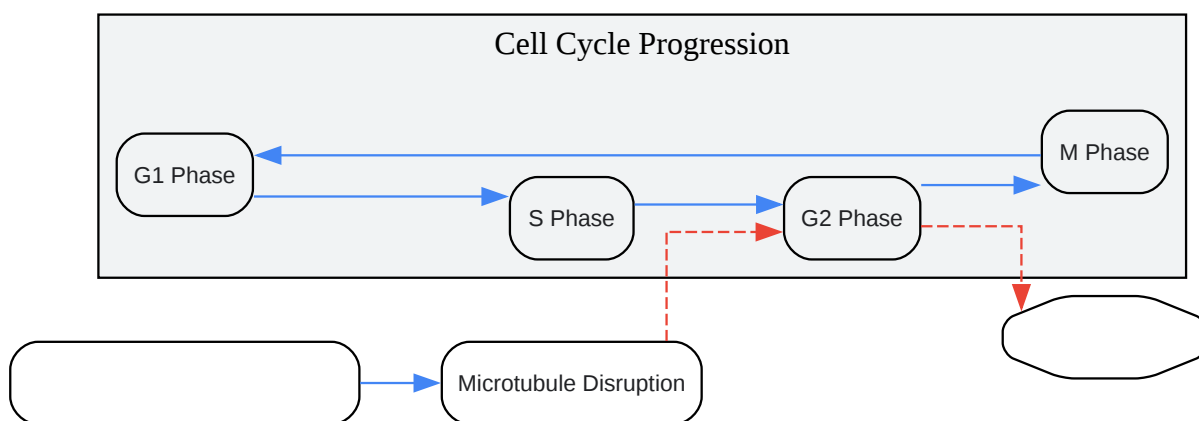 Cell Cycle Progression
G1 Phase
S Phase
G2 Phase
M Phase
Microtubule Disruption